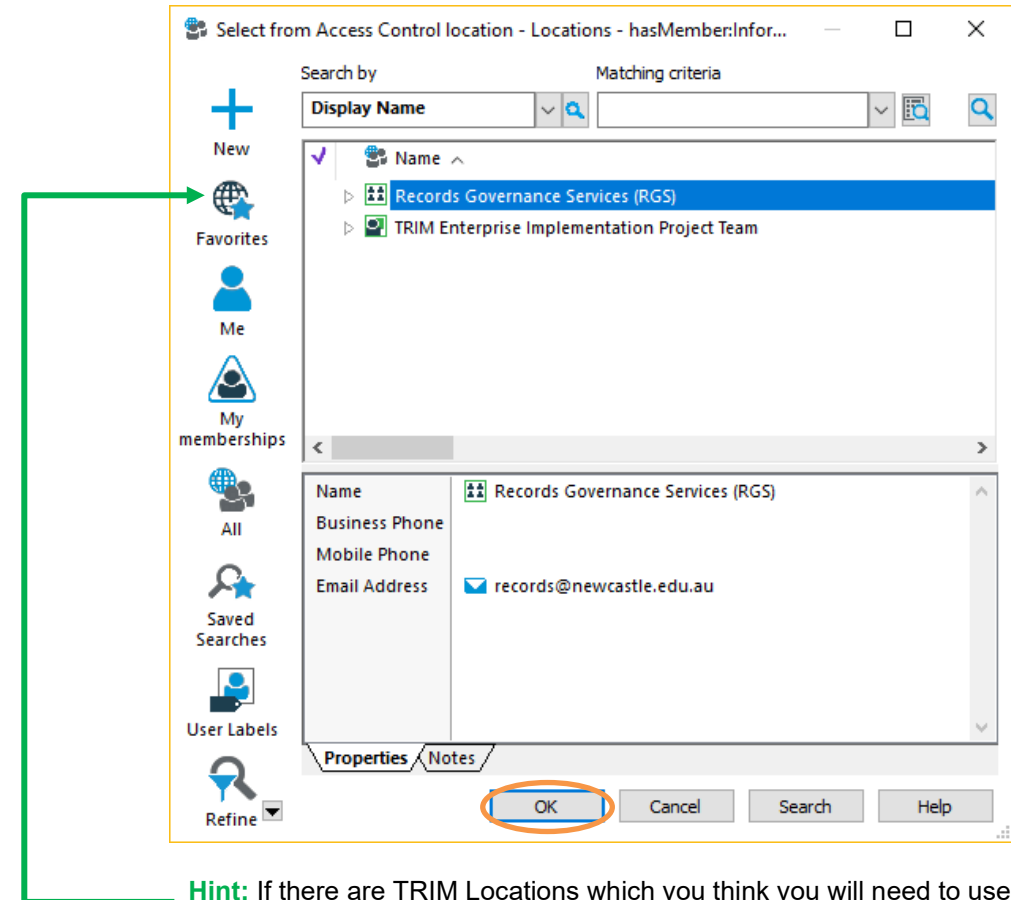 Select from Access Control location - Locations - hasMember:Infor...
Search by
Matching criteria
Display Name
New
Name
Records Governance Services (RGS)
TRIM Enterprise Implementation Project Team
Favorites
Me
My
memberships
All
Saved
Searches
User Labels
Refine
Name
Records Governance Services (RGS)
Business Phone
Mobile Phone
Email Address
records@newcastle.edu.au
Properties
Notes
OK
Cancel
Search
Help
Hint: If there are TRIM Locations which you think you will need to use